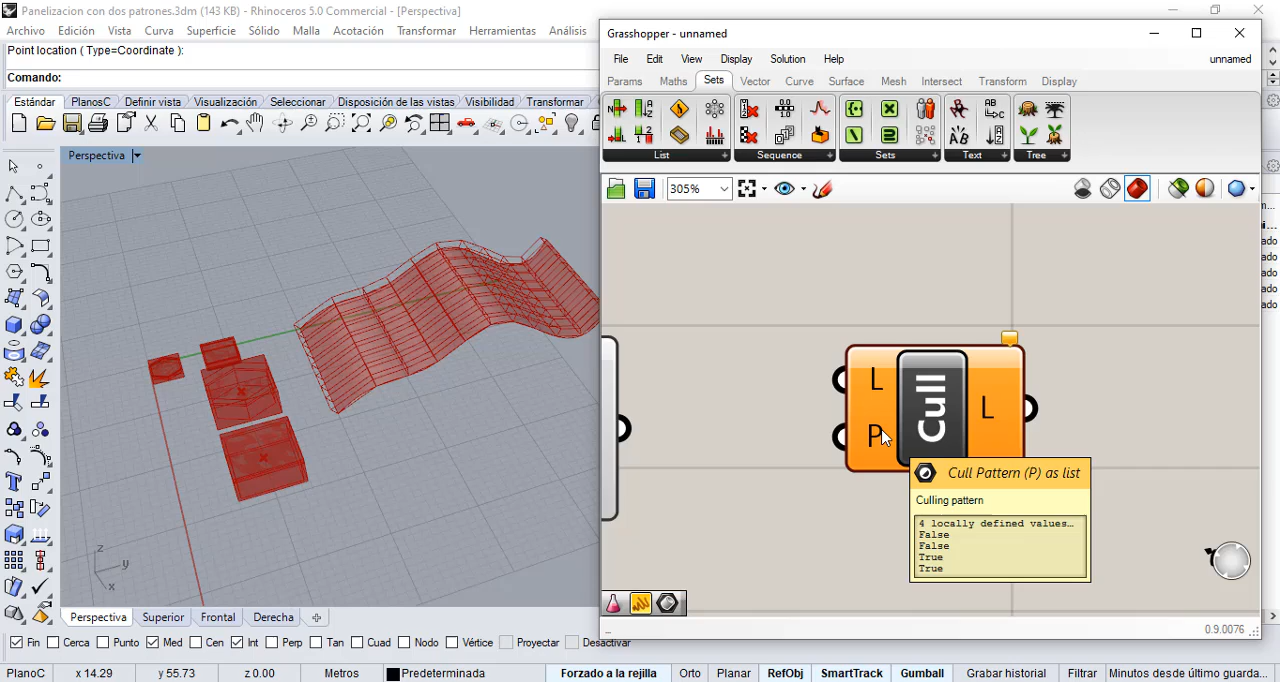 Panelizacion con dos patrones.3dm (143 KB) - Rhinoceros 5.0 Commercial - [Perspectiva]
Archivo Edición Vista Curva Superficie Sólido Malla Acotación Transformar Herramientas Análisis
Point location ( Type=Coordinate ):
Comando:
Estándar PlanosC Definir vista Visualización Seleccionar Disposición de las vistas Visibilidad Transformar
Perspectiva
z
y
x
Perspectiva Superior Frontal Derecha
Fin Cerca Punto Med Cen Int Perp Tan Cuad Nodo Vértice Proyectar Desactivar
PlanoC x 14.29 y 55.73 z 0.00 Metros Predeterminada Forzado a la rejilla Orto Planar RefObj SmartTrack Gumball Grabar historial Filtrar Minutos desde último guarda...
Grasshopper - unnamed
File Edit View Display Solution Help unnamed
Params Maths Sets Vector Curve Surface Mesh Intersect Transform Display
List Sequence Sets Text Tree
305%
L
P
Cull
L
Cull Pattern (P) as list
Culling pattern
4 locally defined values…
False
False
True
True
0.9.0076